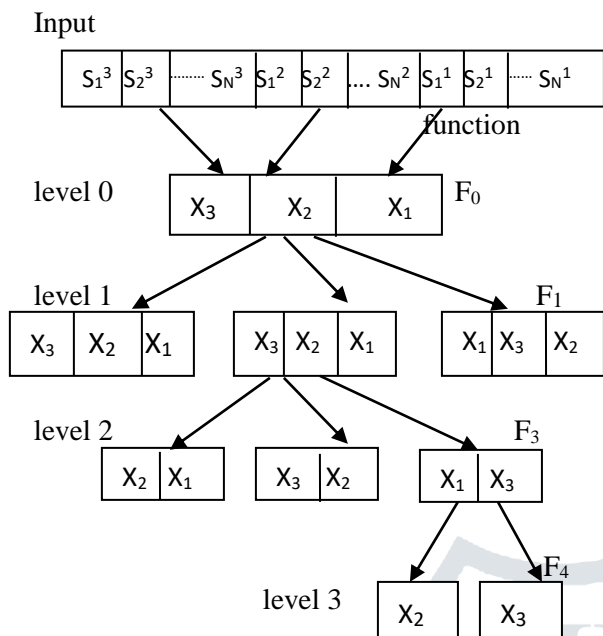 Input
S₁³ S₂³ ......... Sₙ³ S₁² S₂² .... Sₙ² S₁¹ S₂¹ ...... Sₙ¹
function
level 0 X₃ X₂ X₁ F₀
level 1 F₁
X₃ X₂ X₁ X₃ X₂ X₁ X₁ X₃ X₂
level 2 F₃
X₂ X₁ X₃ X₂ X₁ X₃
F₄
level 3 X₂ X₃